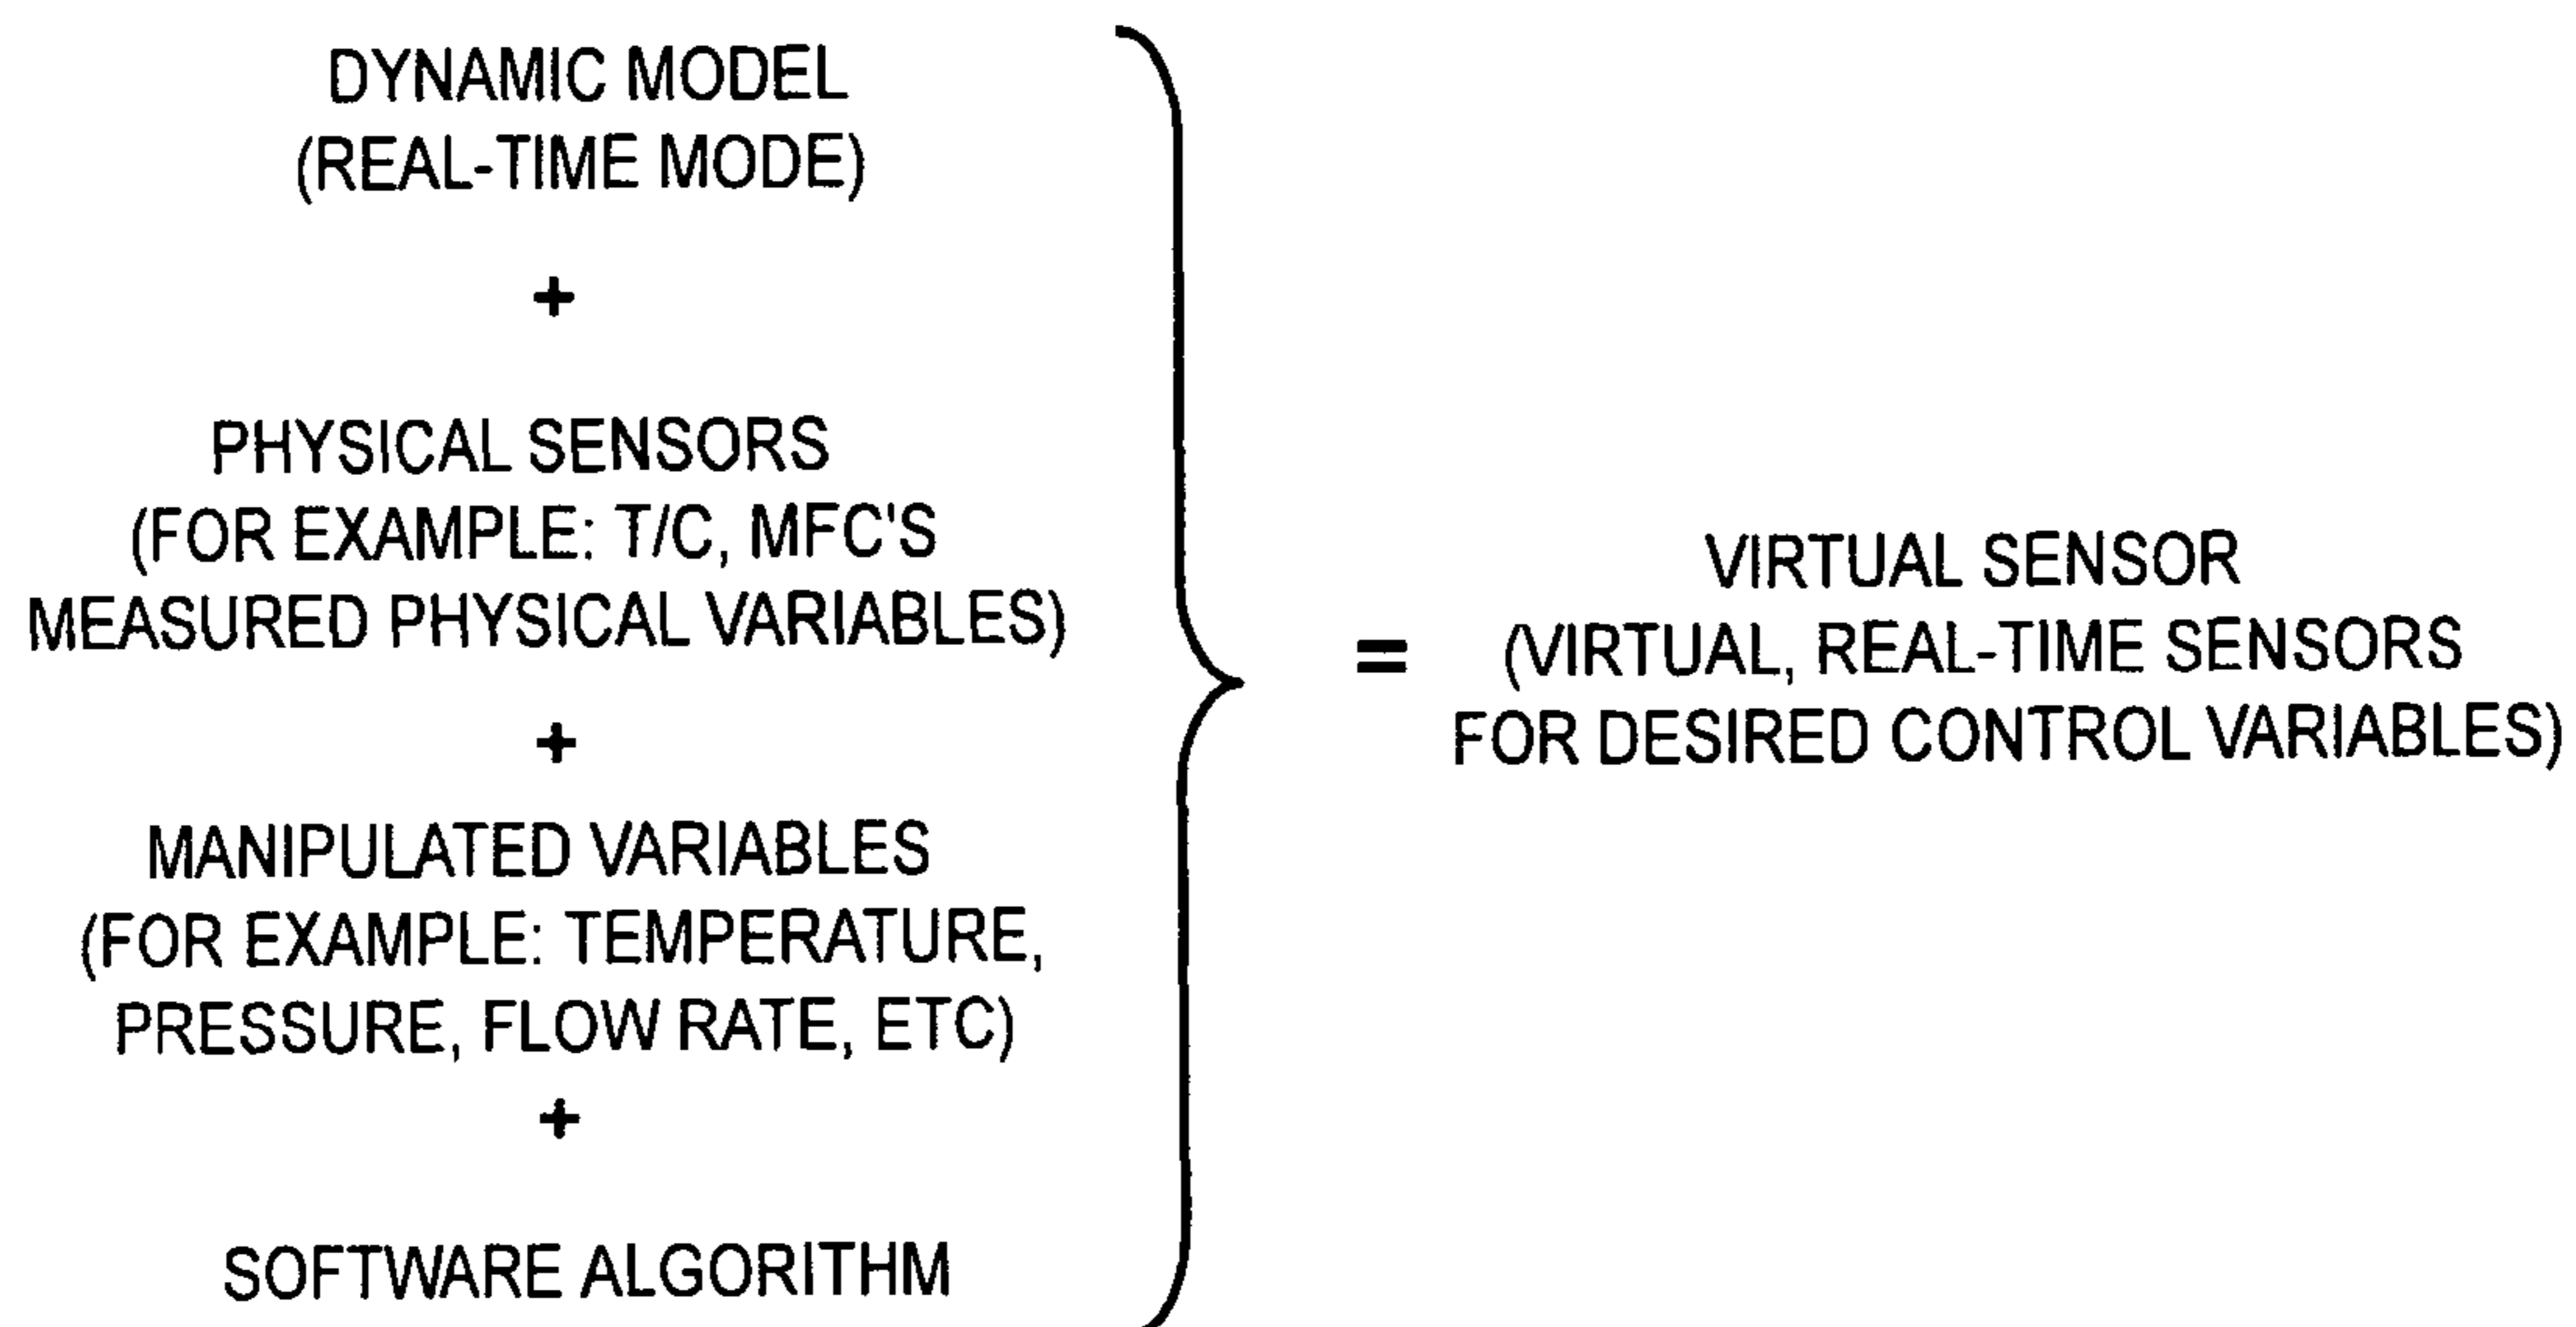 DYNAMIC MODEL
(REAL-TIME MODE)
+
PHYSICAL SENSORS
(FOR EXAMPLE: T/C, MFC'S
MEASURED PHYSICAL VARIABLES)
+
MANIPULATED VARIABLES
(FOR EXAMPLE: TEMPERATURE,
PRESSURE, FLOW RATE, ETC)
+
SOFTWARE ALGORITHM
=
VIRTUAL SENSOR
(VIRTUAL, REAL-TIME SENSORS
FOR DESIRED CONTROL VARIABLES)